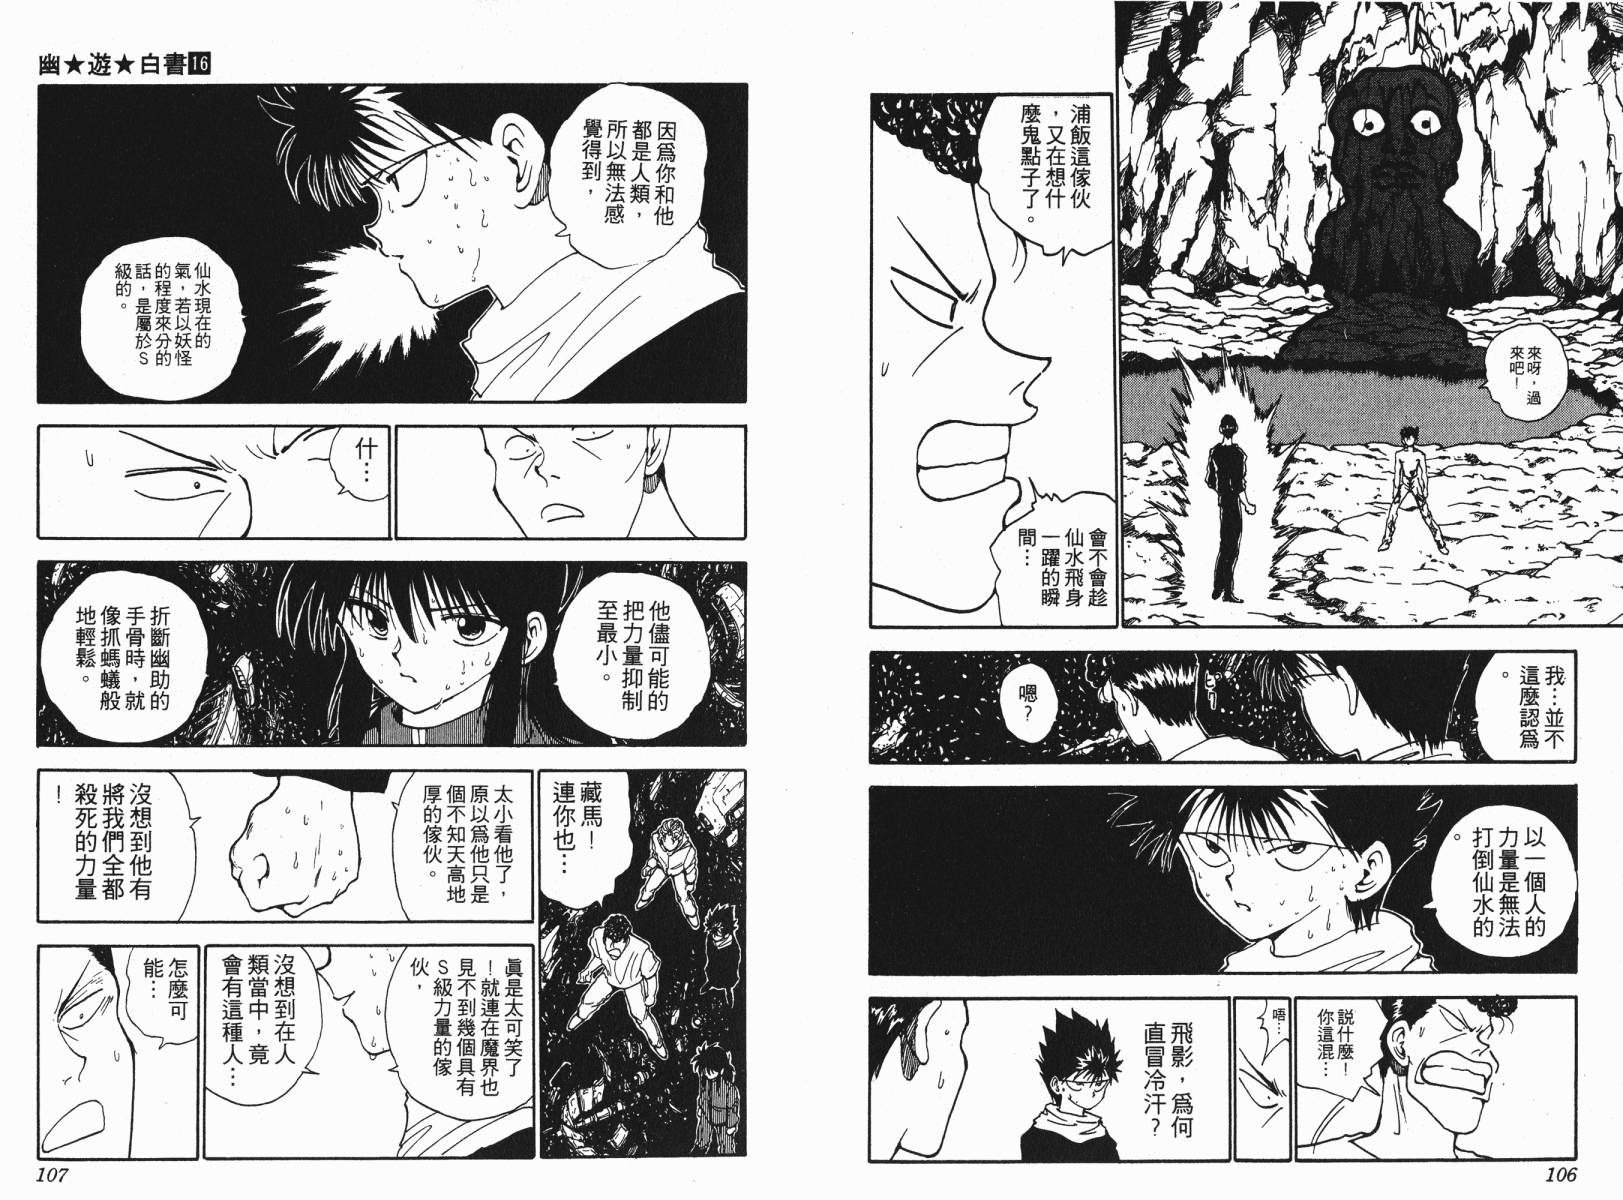 來呀，過
來吧！
浦飯這傢伙
，又在想什
麼鬼點子了。
會不會趁
仙水飛身
一躍的瞬
間…
我…並不
這麼認爲
。
嗯？
以一個人的
力量是無法
打倒仙水的
。
説什麼！
你這混…
唔…
飛影，爲何
直冒冷汗？
106
幽★遊★白書16
因爲你和他
都是人類，
所以無法感
覺得到，
仙水現在的
氣，若以妖怪
的程度來分的
話，是屬於S
級的。
什…
他儘可能的
把力量抑制
至最小。
折斷幽助的
手骨時，就
像抓螞蟻般
地輕鬆。
藏馬！
連你也…
太小看他了，
原以爲他只是
個不知天高地
厚的傢伙。
沒想到他有
將我們全都
殺死的力量
！
眞是太可笑了
！就連在魔界也
見不到幾個具有
S級力量的傢
伙，
沒想到在人
類當中，竟
會有這種人…
怎麼可
能…
107